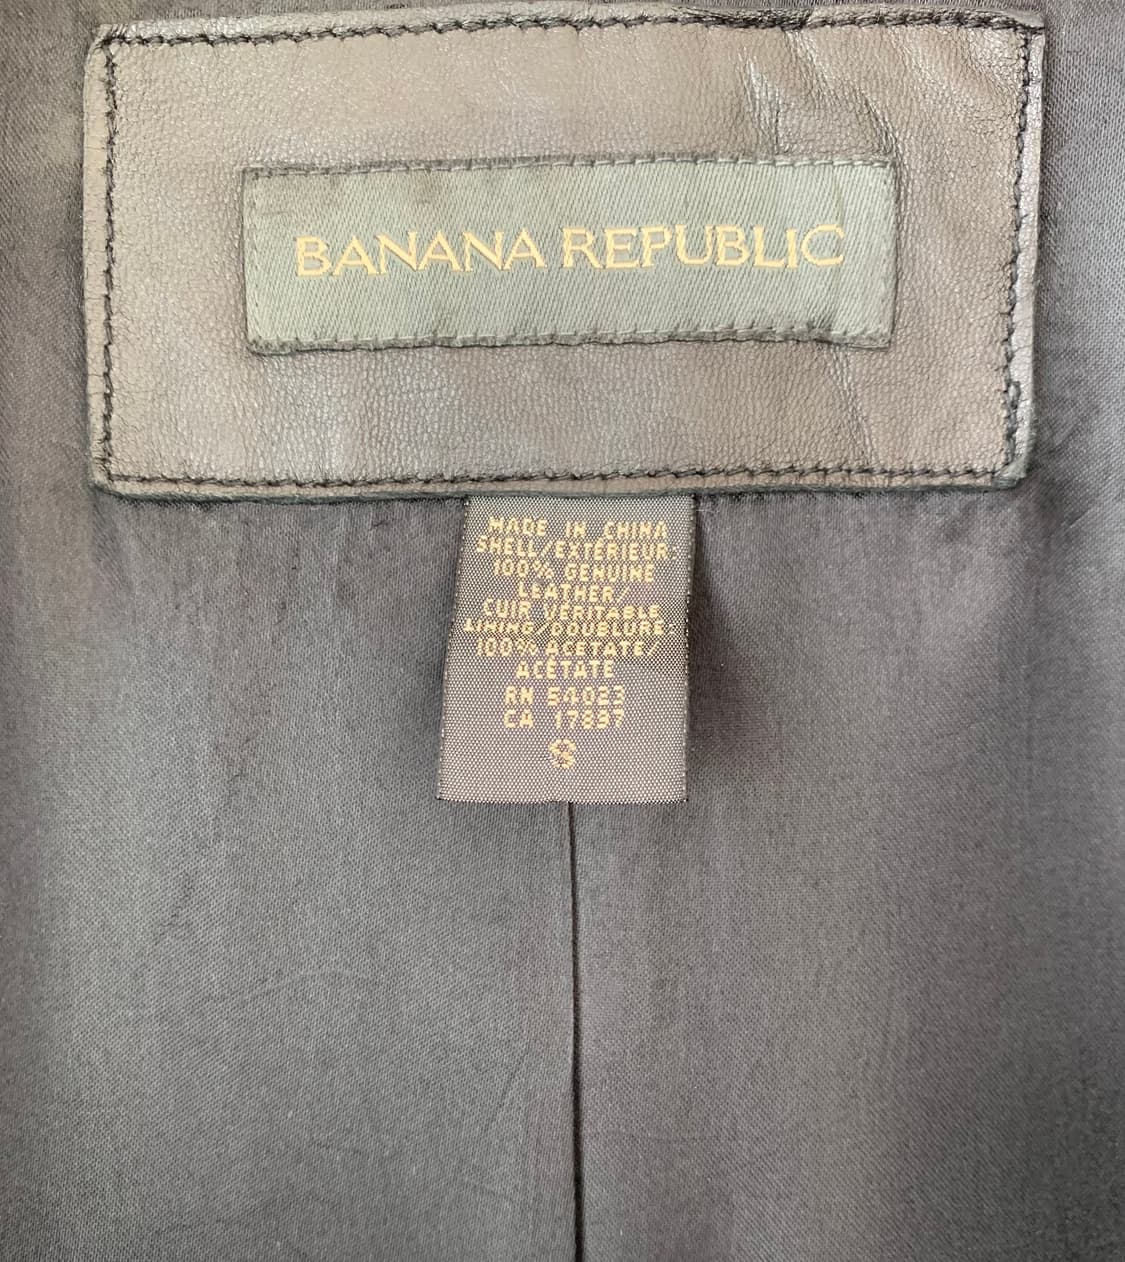 BANANA REPUBLIC
MADE IN CHINA
SHELL/EXTÉRIEUR:
100% GENUINE
LEATHER/
CUIR VÉRITABLE
LINING/DOUBLURE:
100% ACETATE/
ACÉTATE
RN 54023
CA 17897
S